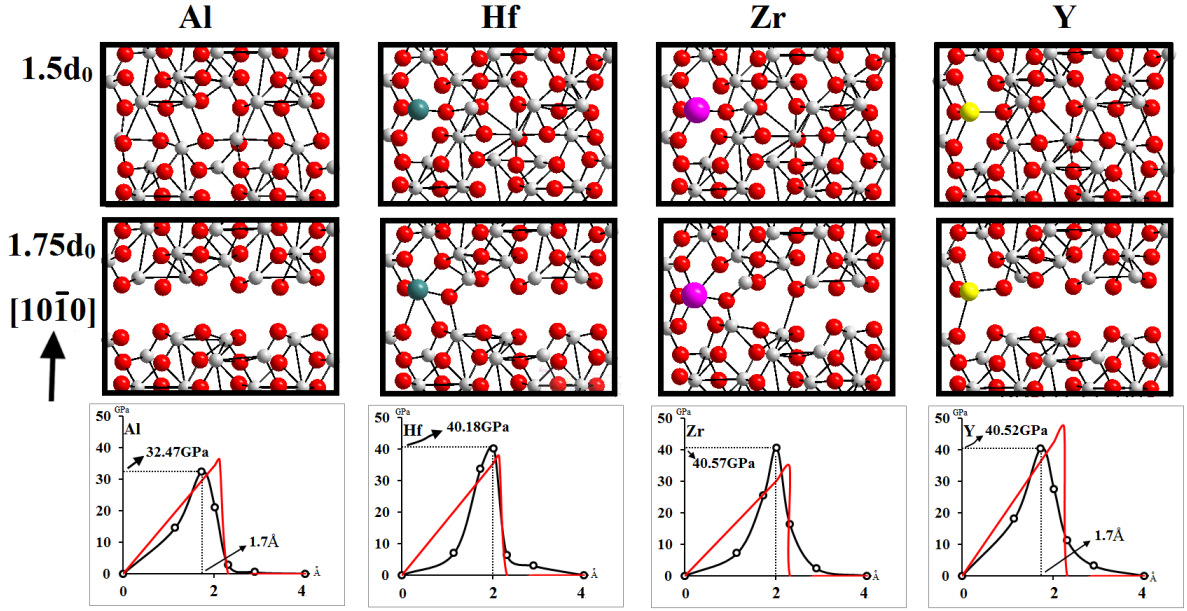 Al Hf Zr Y
1.5d₀
1.75d₀
[101̄0]
GPa GPa GPa GPa
50 50 50 50
Al Hf Zr Y
40.18GPa 40.52GPa
40 40 40 40
32.47GPa 40.57GPa
30 30 30 30
20 20 20 20
10 10 10 10
1.7Å 1.7Å
0 0 0 0
Å Å Å Å
0 2 4 0 2 4 0 2 4 0 2 4